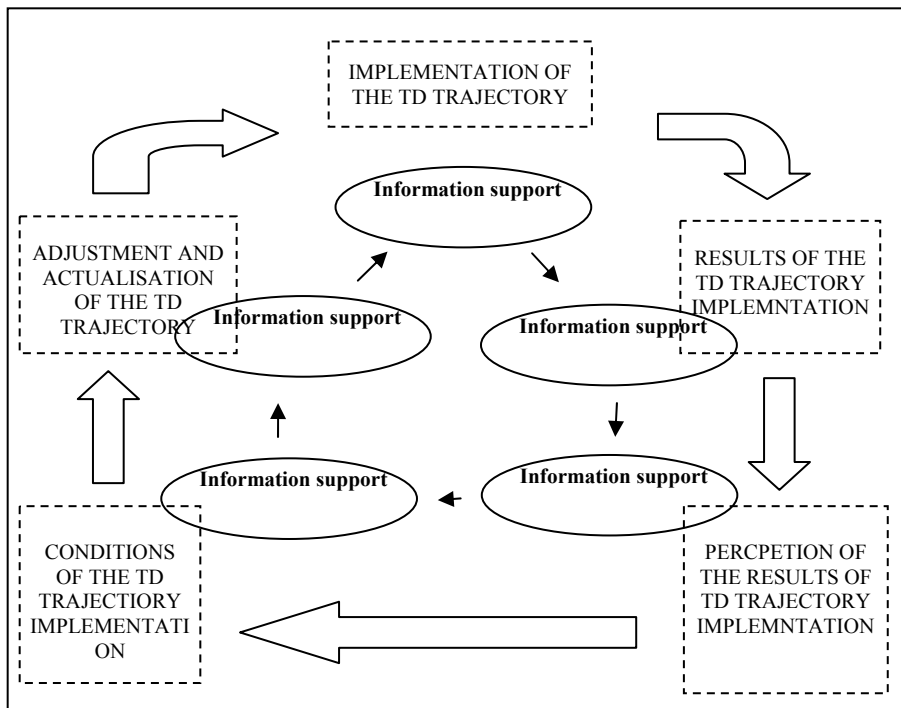 IMPLEMENTATION OF
THE TD TRAJECTORY
Information support
ADJUSTMENT AND
ACTUALISATION
OF THE TD
TRAJECTORY
Information support
RESULTS OF THE
TD TRAJECTORY
IMPLEMNTATION
Information support
Information support
Information support
CONDITIONS
OF THE TD
TRAJECTIORY
IMPLEMENTATI
ON
PERCPETION OF
THE RESULTS OF
TD TRAJECTORY
IMPLEMNTATION